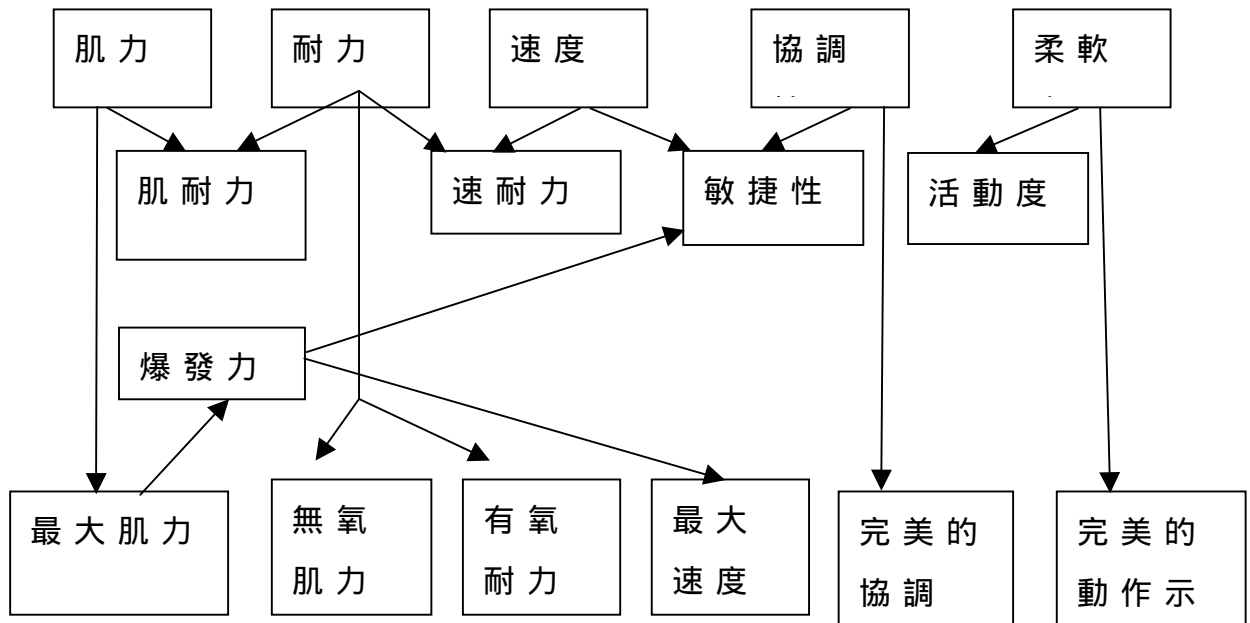 肌力
耐力
速度
協調
柔軟
肌耐力
速耐力
敏捷性
活動度
爆發力
最大肌力
無氧
肌力
有氧
耐力
最大
速度
完美的
協調
完美的
動作示